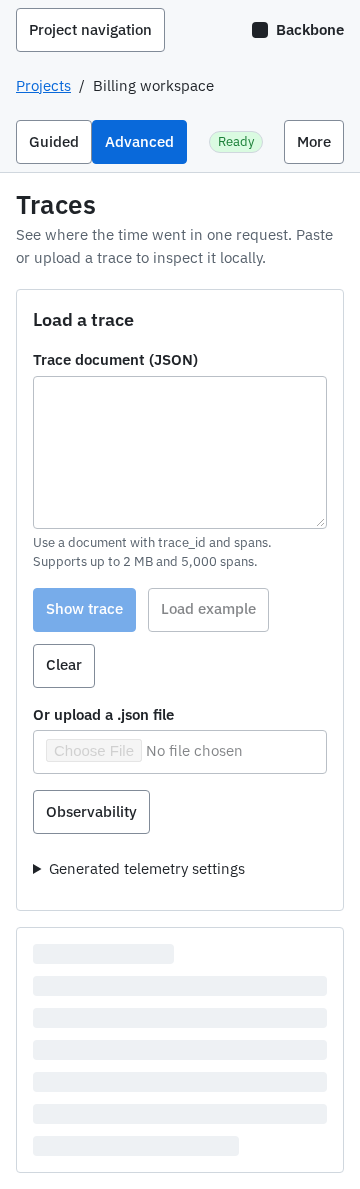 Project navigation
Backbone
Projects / Billing workspace
Guided
Advanced
Ready
More
Traces
See where the time went in one request. Paste
or upload a trace to inspect it locally.
Load a trace
Trace document (JSON)
Use a document with trace_id and spans.
Supports up to 2 MB and 5,000 spans.
Show trace
Load example
Clear
Or upload a .json file
Choose File No file chosen
Observability
Generated telemetry settings